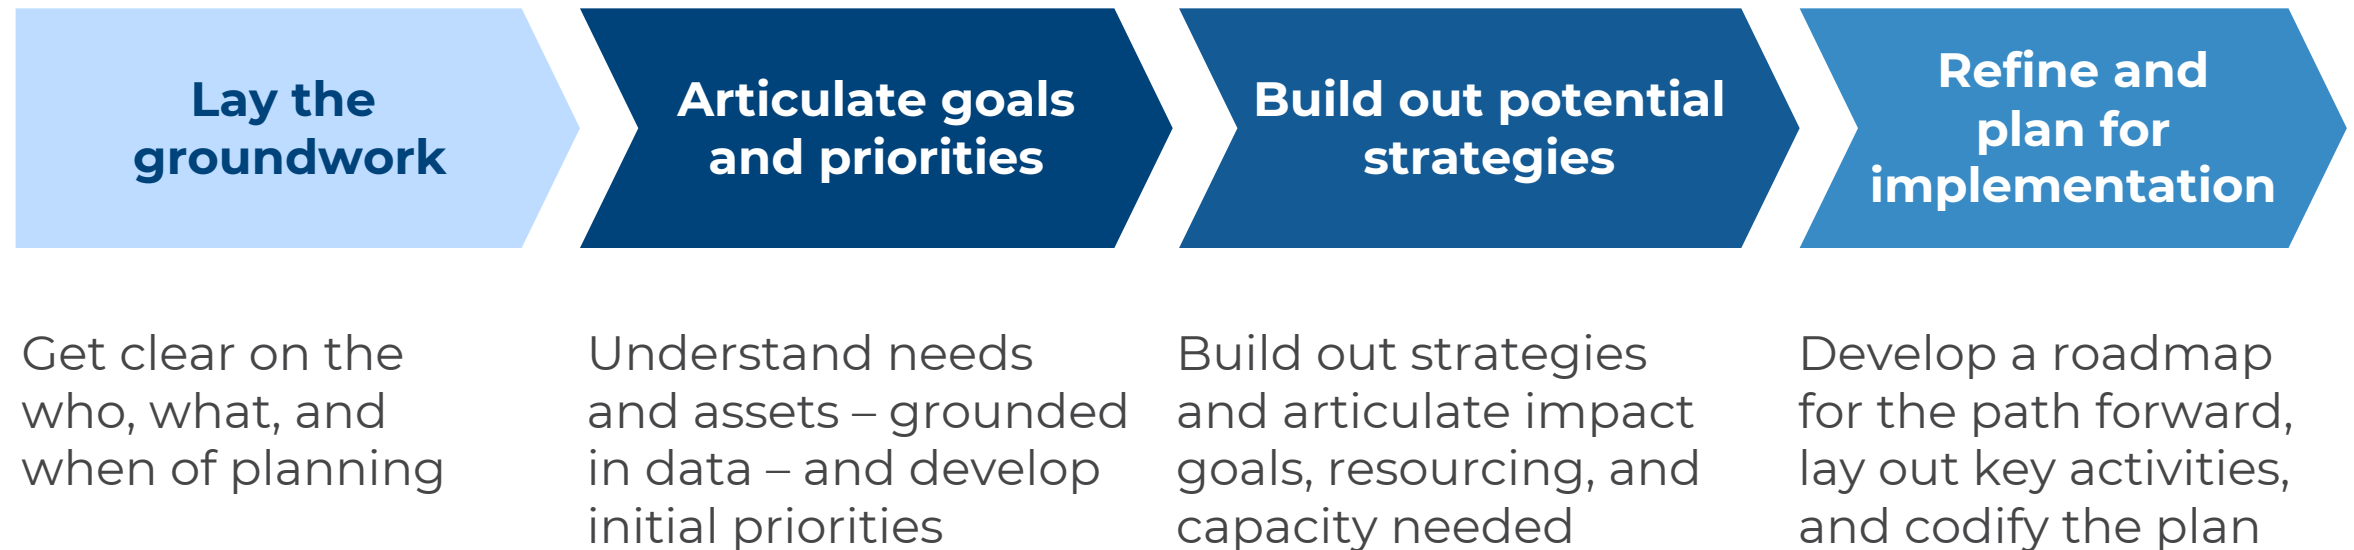 Lay the
groundwork
Articulate goals
and priorities
Build out potential
strategies
Refine and
plan for
implementation
Get clear on the
who, what, and
when of planning
Understand needs
and assets – grounded
in data – and develop
initial priorities
Build out strategies
and articulate impact
goals, resourcing, and
capacity needed
Develop a roadmap
for the path forward,
lay out key activities,
and codify the plan